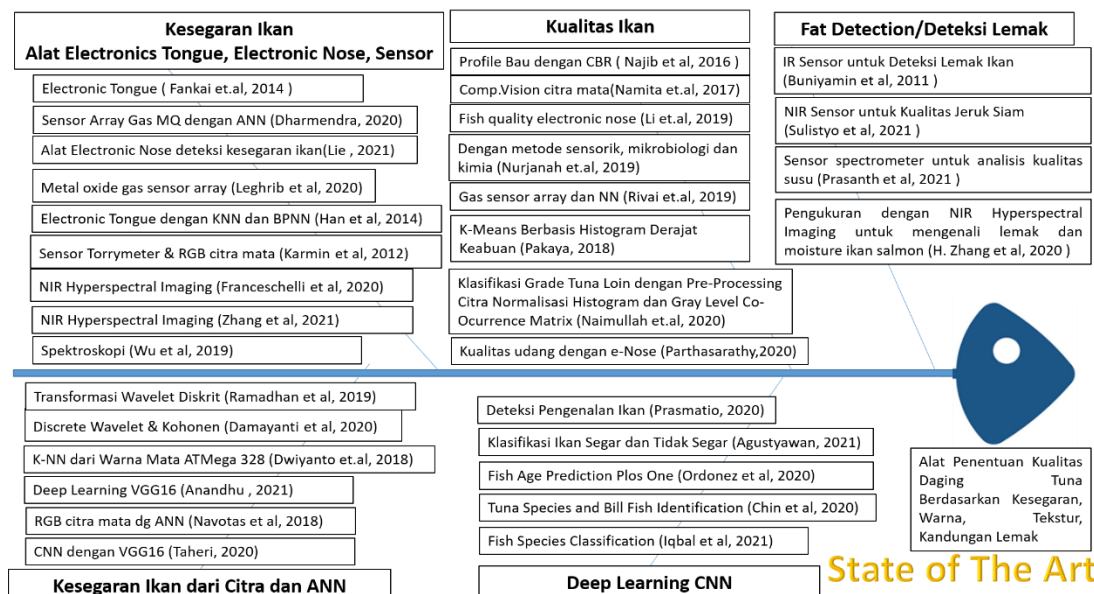 Kesegaran Ikan
Alat Electronics Tongue, Electronic Nose, Sensor
Electronic Tongue ( Fankai et.al, 2014 )
Sensor Array Gas MQ dengan ANN (Dharmendra, 2020)
Alat Electronic Nose deteksi kesegaran ikan(Lie , 2021)
Metal oxide gas sensor array (Leghrib et al, 2020)
Electronic Tongue dengan KNN dan BPNN (Han et al, 2014)
Sensor Torrymeter & RGB citra mata (Karmin et al, 2012)
NIR Hyperspectral Imaging (Franceschelli et al, 2020)
NIR Hyperspectral Imaging (Zhang et al, 2021)
Spektroskopi (Wu et al, 2019)
Kualitas Ikan
Profile Bau dengan CBR ( Najib et al, 2016 )
Comp.Vision citra mata(Namita et.al, 2017)
Fish quality electronic nose (Li et.al, 2019)
Dengan metode sensorik, mikrobiologi dan
kimia (Nurjanah et.al, 2019)
Gas sensor array dan NN (Rivai et.al, 2019)
K-Means Berbasis Histogram Derajat
Keabuan (Pakaya, 2018)
Klasifikasi Grade Tuna Loin dengan Pre-Processing
Citra Normalisasi Histogram dan Gray Level Co-
Ocurrence Matrix (Naimullah et.al, 2020)
Kualitas udang dengan e-Nose (Parthasarathy,2020)
Fat Detection/Deteksi Lemak
IR Sensor untuk Deteksi Lemak Ikan
(Buniyamin et al, 2011 )
NIR Sensor untuk Kualitas Jeruk Siam
(Sulistyo et al, 2021 )
Sensor spectrometer untuk analisis kualitas
susu (Prasanth et al, 2021 )
Pengukuran dengan NIR Hyperspectral
Imaging untuk mengenali lemak dan
moisture ikan salmon (H. Zhang et al, 2020 )
Transformasi Wavelet Diskrit (Ramadhan et al, 2019)
Discrete Wavelet & Kohonen (Damayanti et al, 2020)
K-NN dari Warna Mata ATMega 328 (Dwiyanto et.al, 2018)
Deep Learning VGG16 (Anandhu , 2021)
RGB citra mata dg ANN (Navotas et al, 2018)
CNN dengan VGG16 (Taheri, 2020)
Kesegaran Ikan dari Citra dan ANN
Deteksi Pengenalan Ikan (Prasmatio, 2020)
Klasifikasi Ikan Segar dan Tidak Segar (Agustyawan, 2021)
Fish Age Prediction Plos One (Ordonez et al, 2020)
Tuna Species and Bill Fish Identification (Chin et al, 2020)
Fish Species Classification (Iqbal et al, 2021)
Deep Learning CNN
Alat Penentuan Kualitas
Daging Tuna
Berdasarkan Kesegaran,
Warna, Tekstur,
Kandungan Lemak
State of The Art